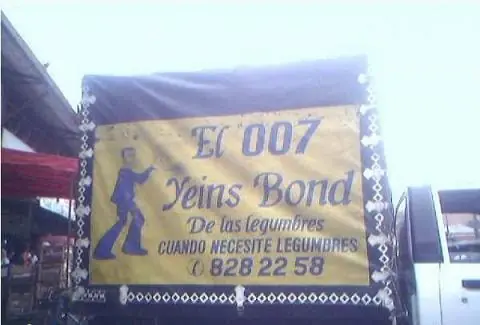 El 007
Yeins Bond
De las legumbres
CUANDO NECESITE LEGUMBRES
✆ 828 22 58